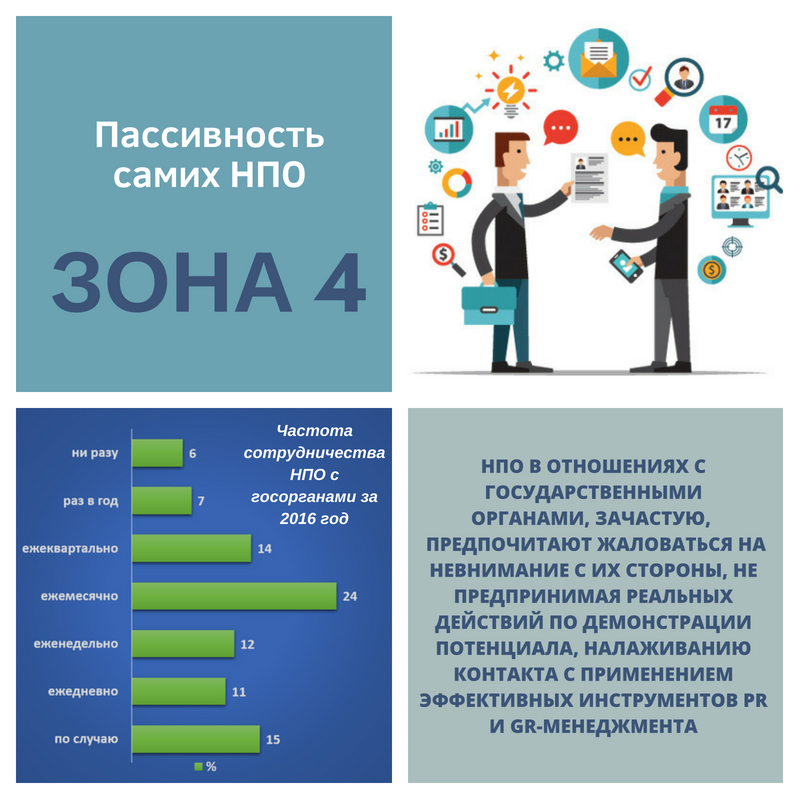 Пассивность
самих НПО
ЗОНА 4
17
Частота
сотрудничества
НПО с
госорганами за
2016 год
ни разу 6
раз в год 7
ежеквартально 14
ежемесячно 24
еженедельно 12
ежедневно 11
по случаю 15
%
НПО В ОТНОШЕНИЯХ С
ГОСУДАРСТВЕННЫМИ
ОРГАНАМИ, ЗАЧАСТУЮ,
ПРЕДПОЧИТАЮТ ЖАЛОВАТЬСЯ НА
НЕВНИМАНИЕ С ИХ СТОРОНЫ, НЕ
ПРЕДПРИНИМАЯ РЕАЛЬНЫХ
ДЕЙСТВИЙ ПО ДЕМОНСТРАЦИИ
ПОТЕНЦИАЛА, НАЛАЖИВАНИЮ
КОНТАКТА С ПРИМЕНЕНИЕМ
ЭФФЕКТИВНЫХ ИНСТРУМЕНТОВ PR
И GR-МЕНЕДЖМЕНТА